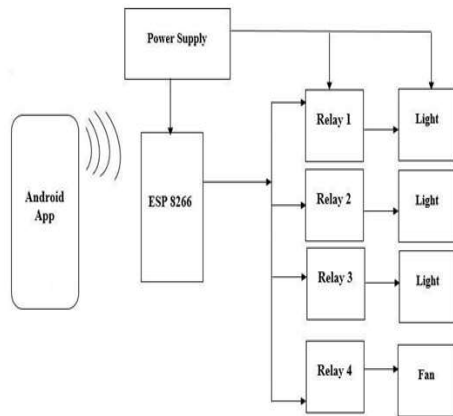 Power Supply
Android
App
ESP 8266
Relay 1
Light
Relay 2
Light
Relay 3
Light
Relay 4
Fan